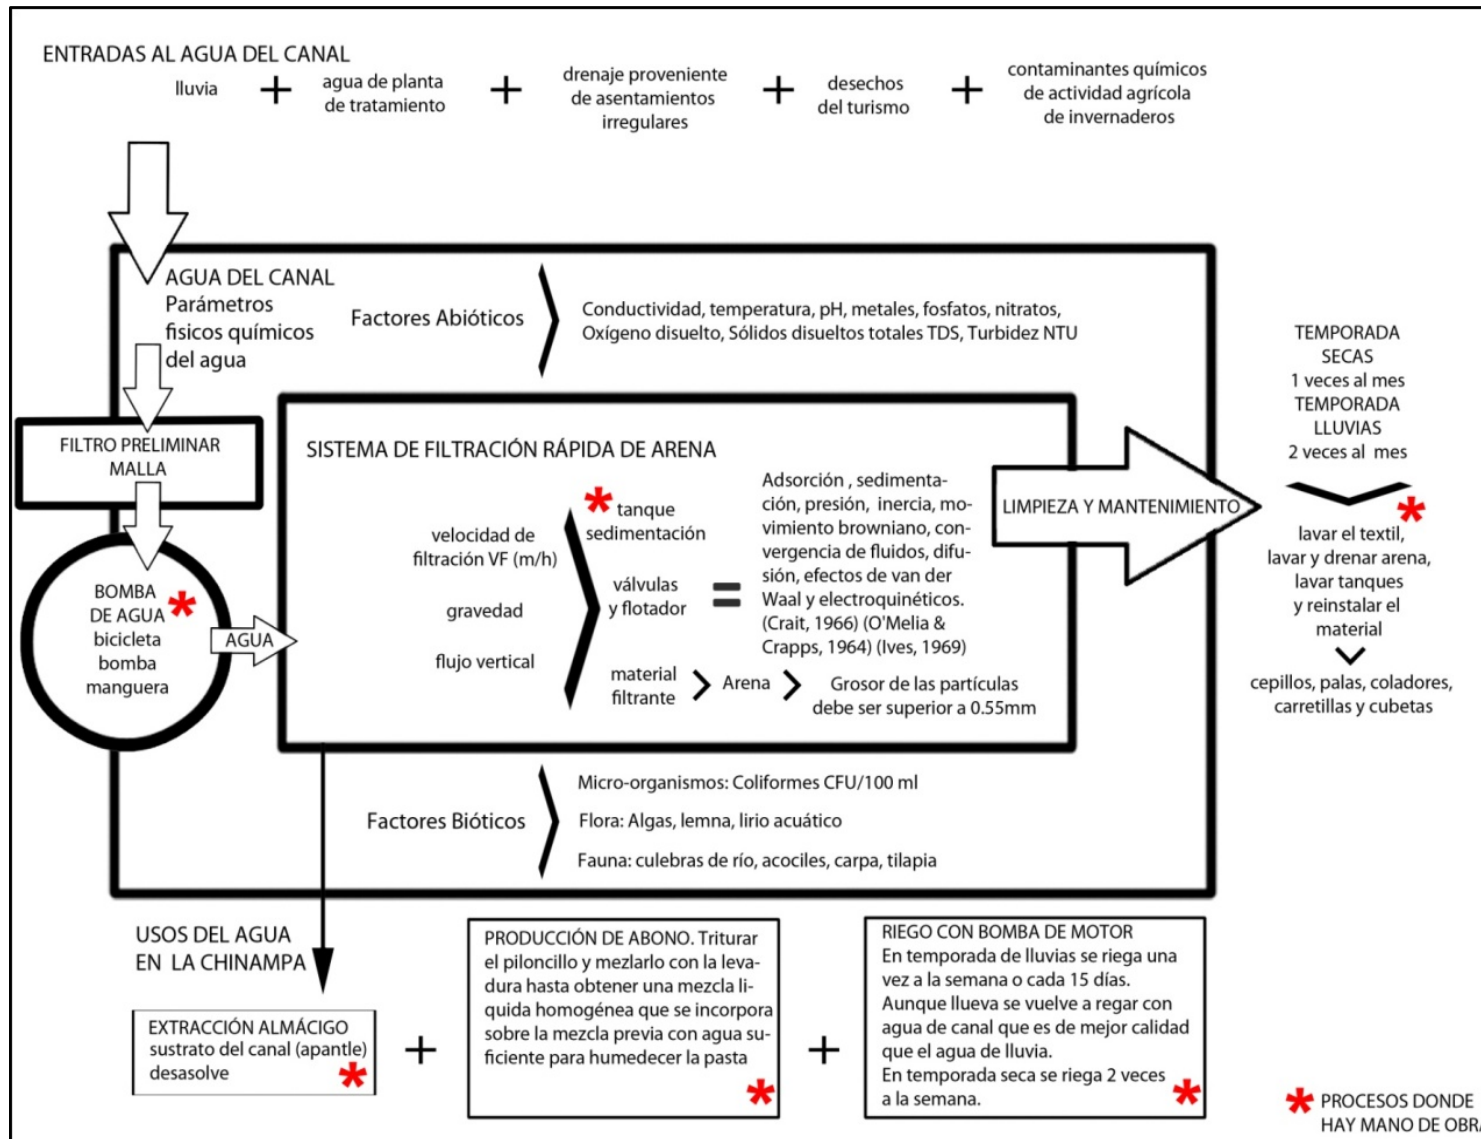 ENTRADAS AL AGUA DEL CANAL
lluvia
+
agua de planta
de tratamiento
+
drenaje proveniente
de asentamientos
irregulares
+
desechos
del turismo
+
contaminantes químicos
de actividad agrícola
de invernaderos
AGUA DEL CANAL
Parámetros
fisicos químicos
del agua
Factores Abióticos
Conductividad, temperatura, pH, metales, fosfatos, nitratos,
Oxígeno disuelto, Sólidos disueltos totales TDS, Turbidez NTU
FILTRO PRELIMINAR
MALLA
BOMBA
DE AGUA *
bicicleta
bomba
manguera
AGUA
SISTEMA DE FILTRACIÓN RÁPIDA DE ARENA
velocidad de
filtración VF (m/h)
gravedad
flujo vertical
* tanque
sedimentación
válvulas
y flotador
=
Adsorción , sedimenta-
ción, presión, inercia, mo-
vimiento browniano, con-
vergencia de fluidos, difu-
sión, efectos de van der
Waal y electroquinéticos.
(Crait, 1966) (O'Melia &
Crapps, 1964) (Ives, 1969)
material
filtrante
Arena
Grosor de las partículas
debe ser superior a 0.55mm
LIMPIEZA Y MANTENIMIENTO
TEMPORADA
SECAS
1 veces al mes
TEMPORADA
LLUVIAS
2 veces al mes
*
lavar el textil,
lavar y drenar arena,
lavar tanques
y reinstalar el
material
cepillos, palas, coladores,
carretillas y cubetas
Factores Bióticos
Micro-organismos: Coliformes CFU/100 ml
Flora: Algas, lemna, lirio acuático
Fauna: culebras de río, acociles, carpa, tilapia
USOS DEL AGUA
EN LA CHINAMPA
EXTRACCIÓN ALMÁCIGO
sustrato del canal (apantle)
desasolve *
+
PRODUCCIÓN DE ABONO. Triturar
el piloncillo y mezlarlo con la leva-
dura hasta obtener una mezcla li-
quida homogénea que se incorpora
sobre la mezcla previa con agua su-
ficiente para humedecer la pasta
*
+
RIEGO CON BOMBA DE MOTOR
En temporada de lluvias se riega una
vez a la semana o cada 15 días.
Aunque llueva se vuelve a regar con
agua de canal que es de mejor calidad
que el agua de lluvia.
En temporada seca se riega 2 veces
a la semana. *
* PROCESOS DONDE
HAY MANO DE OBR